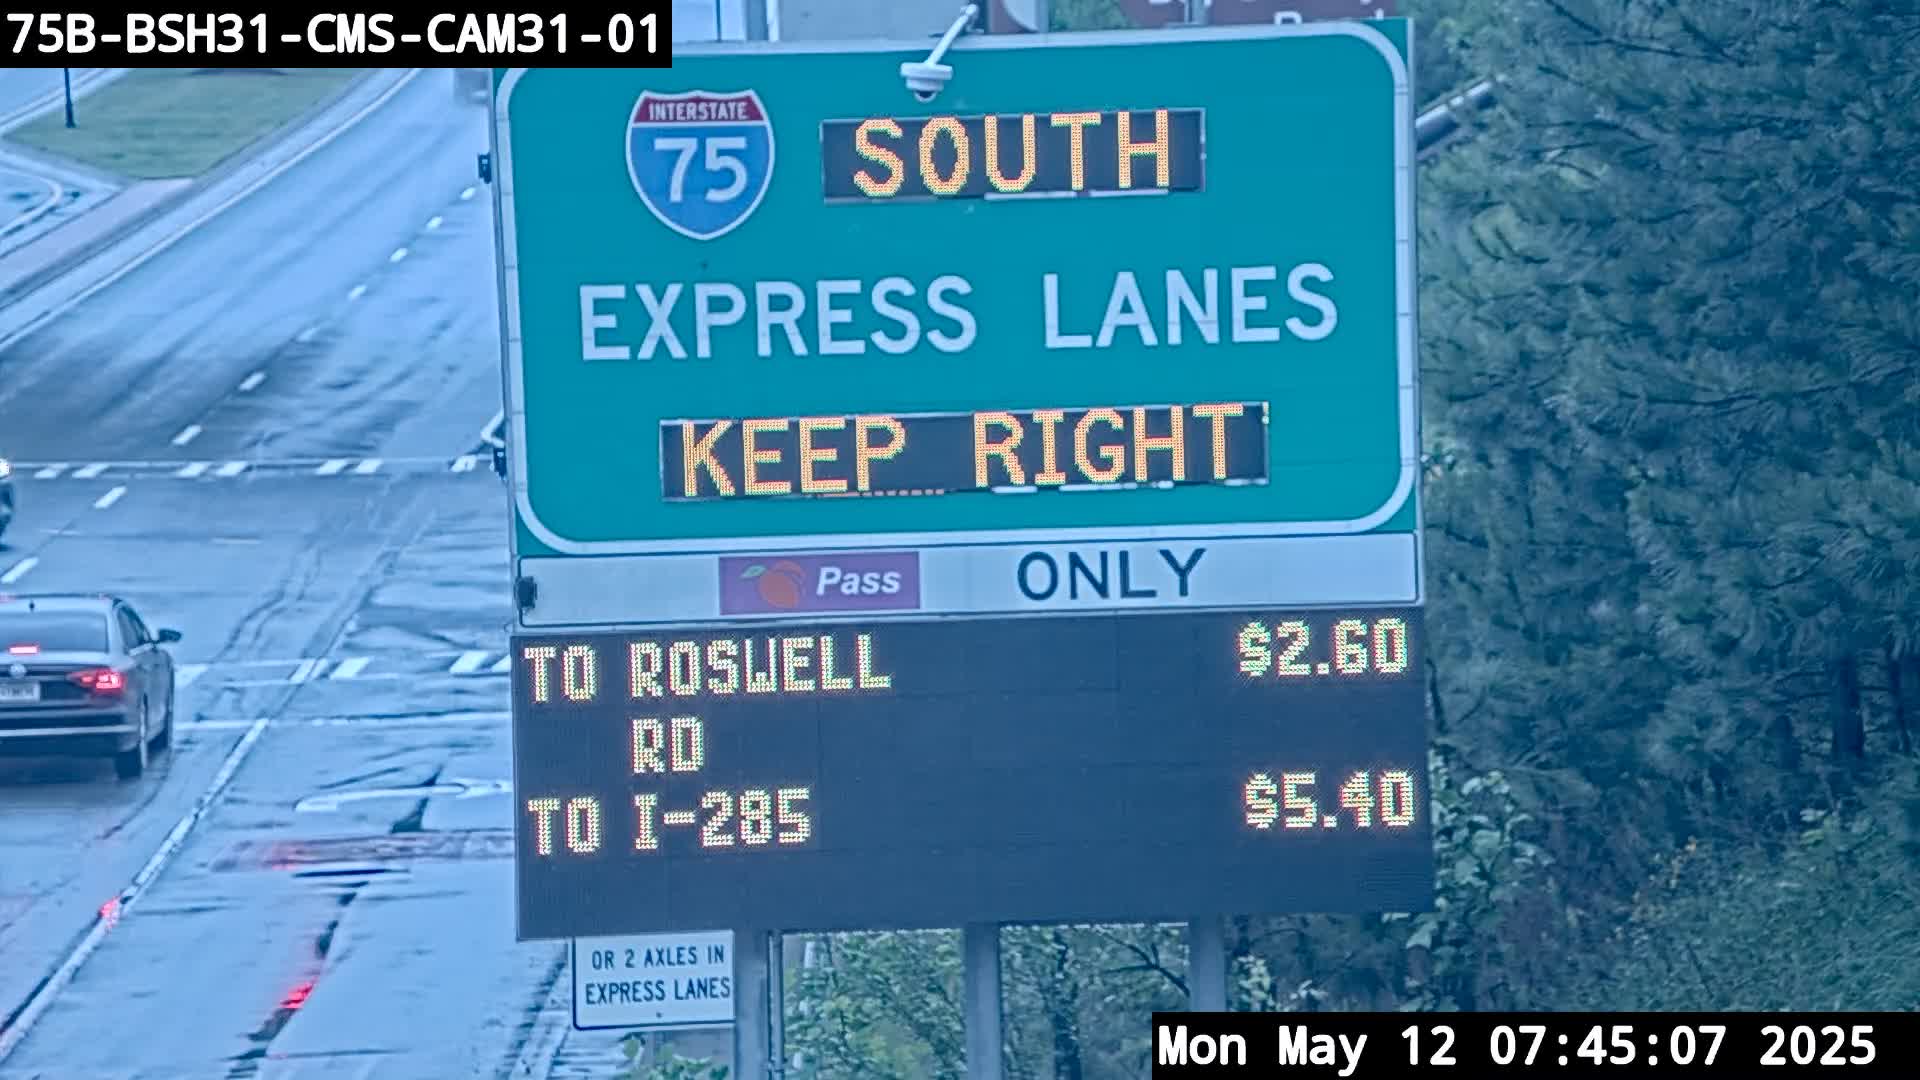 75B-BSH31-CMS-CAM31-01
INTERSTATE
75
SOUTH
EXPRESS LANES
KEEP RIGHT
Pass ONLY
TO ROSWELL $2.60
RD
TO I-285 $5.40
OR 2 AXLES IN
EXPRESS LANES
Mon May 12 07:45:07 2025